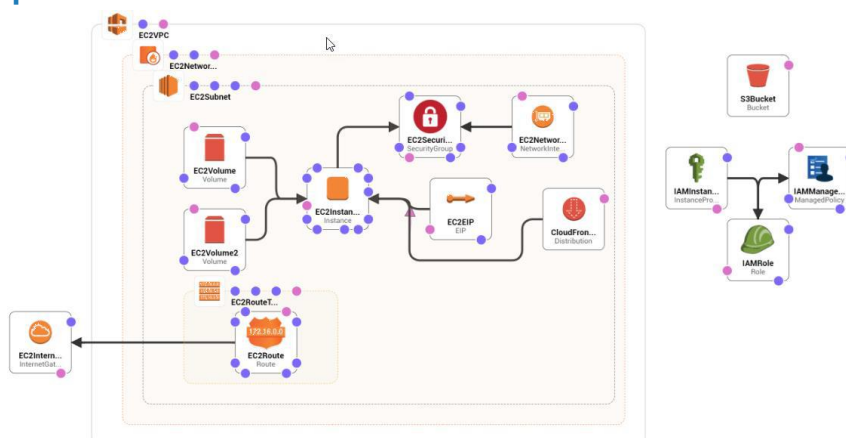 EC2VPC
EC2Networ...
EC2Subnet
EC2Volume
Volume
EC2Securi...
SecurityGroup
EC2Networ...
NetworkInte...
S3Bucket
Bucket
EC2Instan...
Instance
EC2EIP
EIP
CloudFron...
Distribution
IAMInstan...
InstancePro...
IAMManage...
ManagedPolicy
EC2Volume2
Volume
IAMRole
Role
EC2RouteT...
172.16.0.0
EC2Route
Route
EC2Intern...
InternetGat...